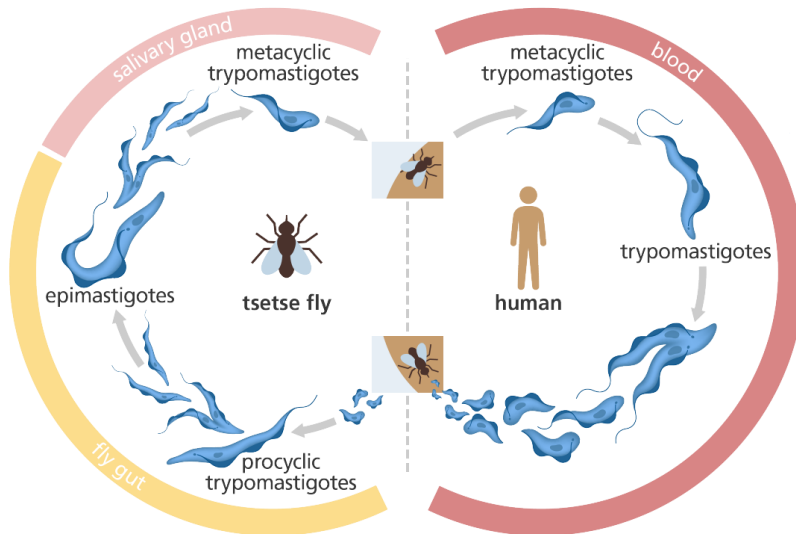 salivary gland
metacyclic
trypomastigotes
metacyclic
trypomastigotes
blood
trypomastigotes
epimastigotes
tsetse fly
human
procyclic
trypomastigotes
fly gut